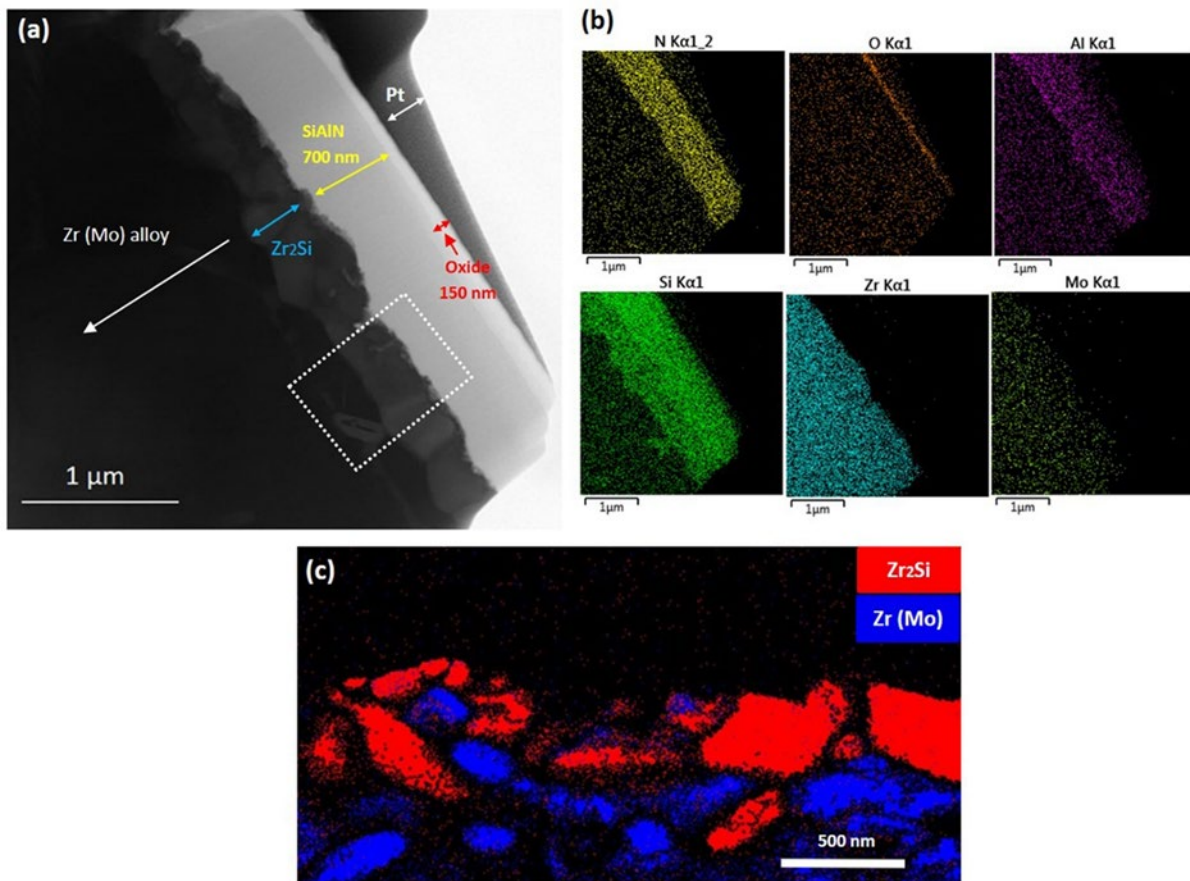 (a)
Pt
SiAlN
700 nm
Zr (Mo) alloy
Zr₂Si
Oxide
150 nm
1 μm
(b)
N Kα1_2
O Kα1
Al Kα1
1μm
1μm
1μm
Si Kα1
Zr Kα1
Mo Kα1
1μm
1μm
1μm
(c)
Zr₂Si
Zr (Mo)
500 nm